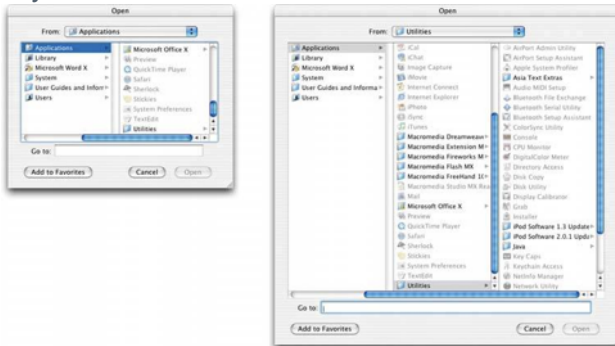 Open
From: Applications
Applications
Library
Microsoft Word X
System
User Guides and Inform
Users
Microsoft Office X
Preview
QuickTime Player
Safari
Sherlock
Stickies
System Preferences
TextEdit
Utilities
Go to:
Add to Favorites
Cancel
Open
Open
From: Utilities
Applications
Library
Microsoft Word X
System
User Guides and Informa
Users
iCal
iChat
Image Capture
iMovie
Internet Connect
Internet Explorer
iPhoto
iSync
iTunes
Macromedia Dreamweav
Macromedia Extension M
Macromedia Fireworks M
Macromedia Flash MX
Macromedia FreeHand 10
Macromedia Studio MX Rea
Mail
Microsoft Office X
Preview
QuickTime Player
Safari
Sherlock
Stickies
System Preferences
TextEdit
Utilities
AirPort Admin Utility
AirPort Setup Assistant
Apple System Profiler
Asia Text Extras
Audio MIDI Setup
Bluetooth File Exchange
Bluetooth Serial Utility
Bluetooth Setup Assistant
ColorSync Utility
Console
CPU Monitor
DigitalColor Meter
Directory Access
Disk Copy
Disk Utility
Display Calibrator
Grab
Installer
iPod Software 1.3 Update
iPod Software 2.0.1 Upda
Java
Key Caps
Keychain Access
NetInfo Manager
Network Utility
Go to:
Add to Favorites
Cancel
Open